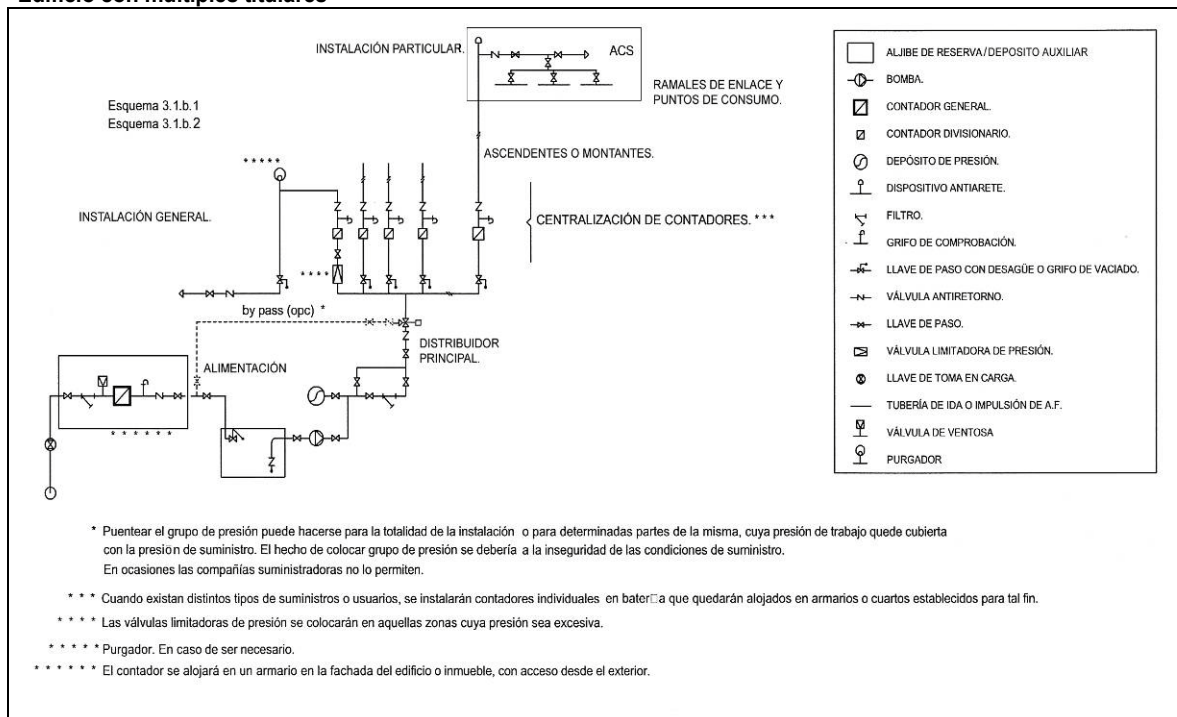 Edificio con múltiples titulares
INSTALACIÓN PARTICULAR.
ACS
RAMALES DE ENLACE Y
PUNTOS DE CONSUMO.
Esquema 3.1.b.1
Esquema 3.1.b.2
ASCENDENTES O MONTANTES.
* * * * *
INSTALACIÓN GENERAL.
CENTRALIZACIÓN DE CONTADORES. * * *
* * * *
by pass (opc) *
DISTRIBUIDOR
PRINCIPAL.
ALIMENTACIÓN
* * * * * *
ALJIBE DE RESERVA/DEPOSITO AUXILIAR
BOMBA.
CONTADOR GENERAL.
CONTADOR DIVISIONARIO.
DEPÓSITO DE PRESIÓN.
DISPOSITIVO ANTIARETE.
FILTRO.
GRIFO DE COMPROBACIÓN.
LLAVE DE PASO CON DESAGÜE O GRIFO DE VACIADO.
VÁLVULA ANTIRETORNO.
LLAVE DE PASO.
VÁLVULA LIMITADORA DE PRESIÓN.
LLAVE DE TOMA EN CARGA.
TUBERÍA DE IDA O IMPULSIÓN DE A.F.
VÁLVULA DE VENTOSA
PURGADOR
* Puentear el grupo de presión puede hacerse para la totalidad de la instalación o para determinadas partes de la misma, cuya presión de trabajo quede cubierta
con la presión de suministro. El hecho de colocar grupo de presión se debería a la inseguridad de las condiciones de suministro.
En ocasiones las compañías suministradoras no lo permiten.
* * * Cuando existan distintos tipos de suministros o usuarios, se instalarán contadores individuales en bater□a que quedarán alojados en armarios o cuartos establecidos para tal fin.
* * * * Las válvulas limitadoras de presión se colocarán en aquellas zonas cuya presión sea excesiva.
* * * * * Purgador. En caso de ser necesario.
* * * * * * El contador se alojará en un armario en la fachada del edificio o inmueble, con acceso desde el exterior.